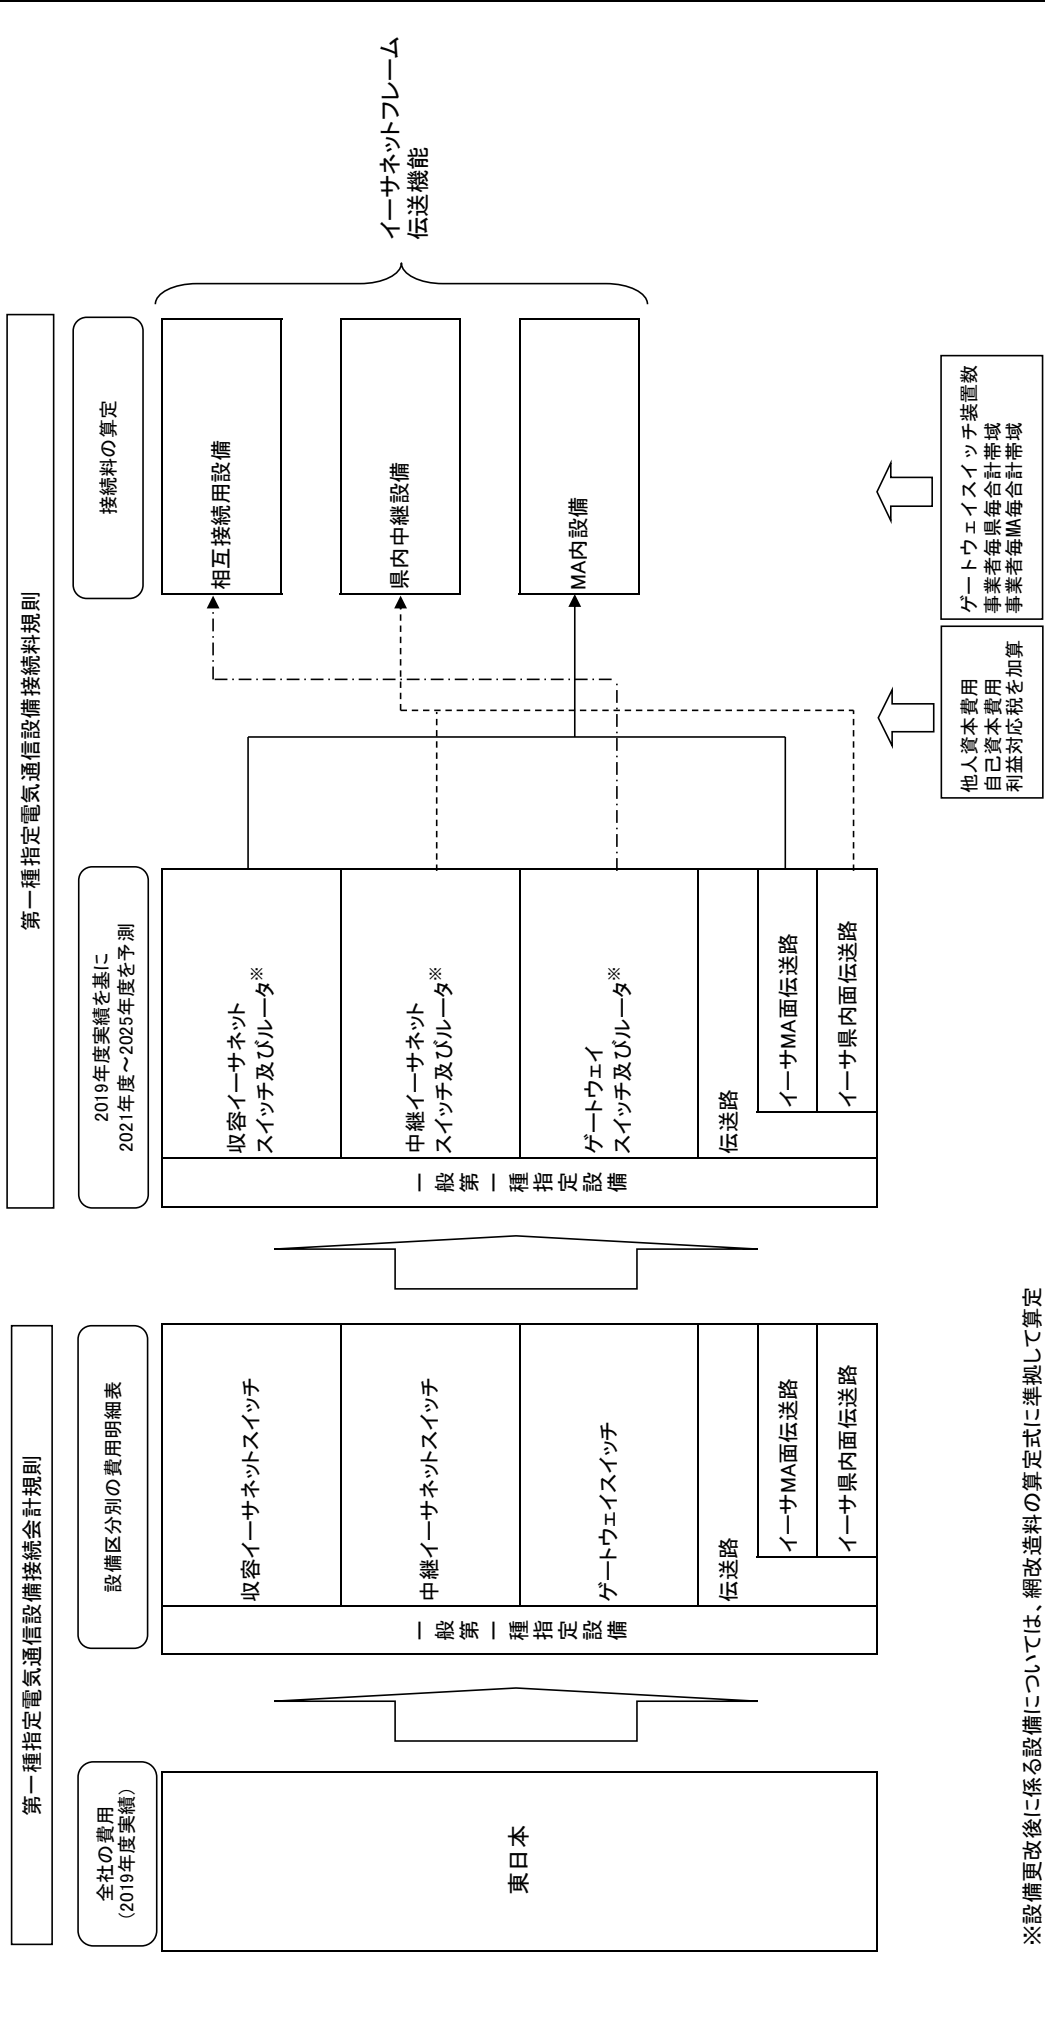 第一種指定電気通信設備接続会計規則
第一種指定電気通信設備接続料規則
全社の費用
(2019年度実績)
設備区分別の費用明細表
2019年度実績を基に
2021年度～2025年度を予測
接続料の算定
東日本
一般第一種指定設備
収容イーサネットスイッチ
中継イーサネットスイッチ
ゲートウェイスイッチ
伝送路
イーサMA面伝送路
イーサ県内面伝送路
一般第一種指定設備
収容イーサネット
スイッチ及びルータ※
中継イーサネット
スイッチ及びルータ※
ゲートウェイ
スイッチ及びルータ※
伝送路
イーサMA面伝送路
イーサ県内面伝送路
相互接続用設備
県内中継設備
MA内設備
イーサネットフレーム
伝送機能
他人資本費用
自己資本費用
利益対応税を加算
ゲートウェイスイッチ装置数
事業者毎県毎合計帯域
事業者毎MA毎合計帯域
※設備更改後に係る設備については、網改造料の算定式に準拠して算定